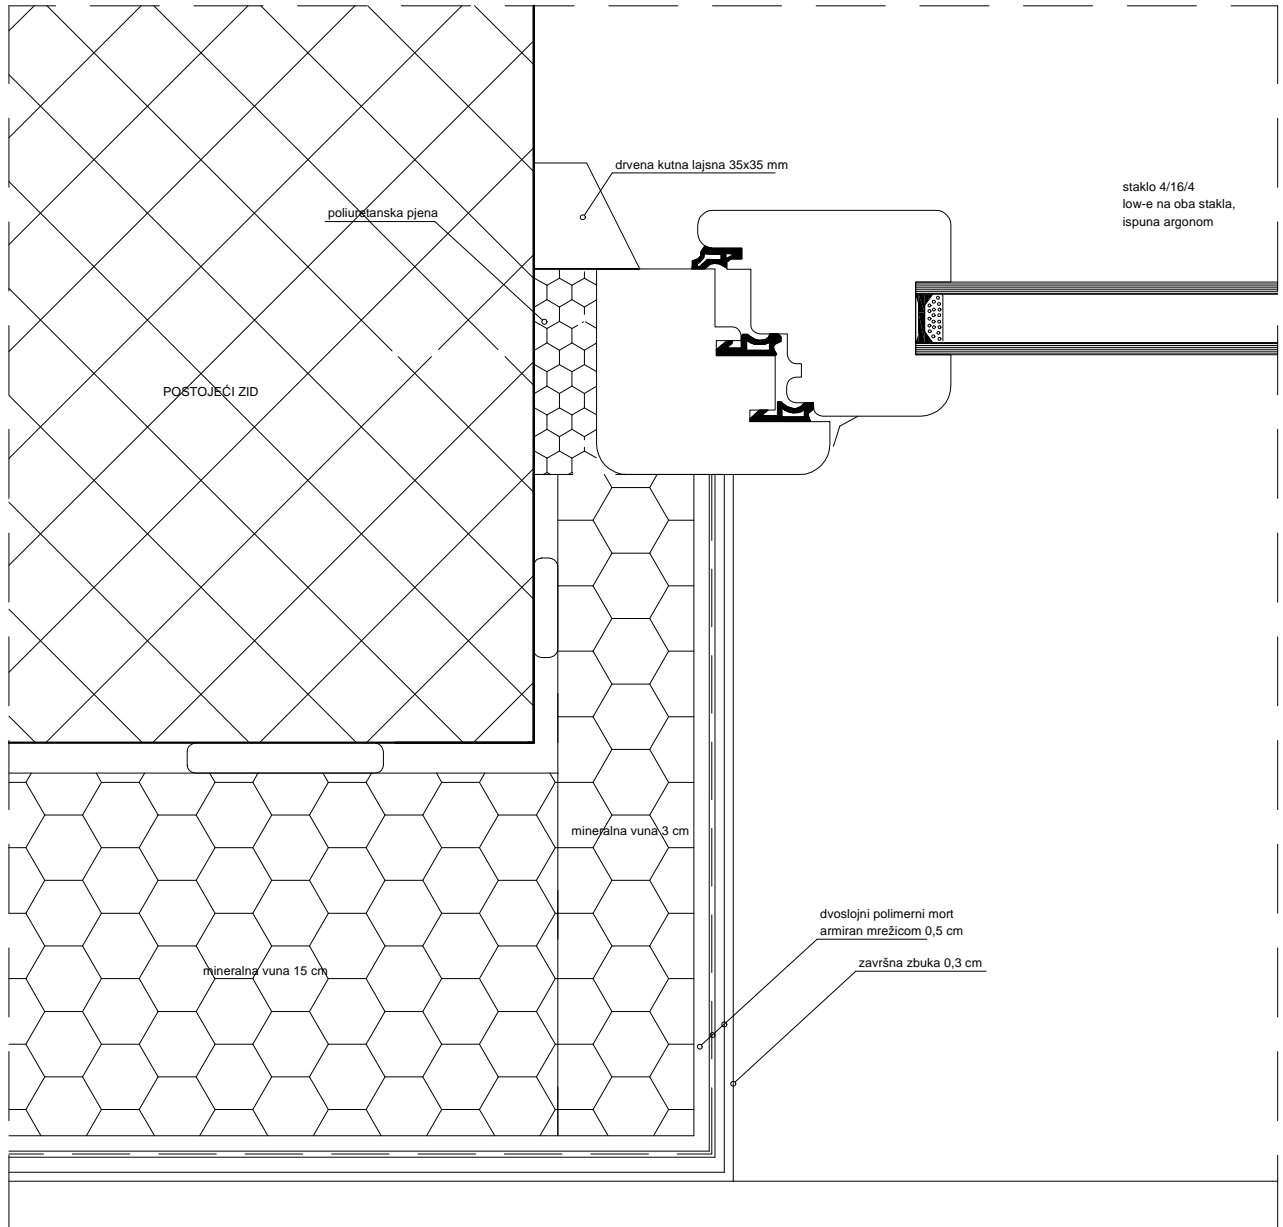 drvena kutna lajsna 35x35 mm
staklo 4/16/4
low-e na oba stakla,
ispuna argonom
poliuretanska pjena
POSTOJEĆI ZID
mineralna vuna 3 cm
dvoslojni polimerni mort
armiran mrežicom 0,5 cm
završna zbuka 0,3 cm
mineralna vuna 15 cm